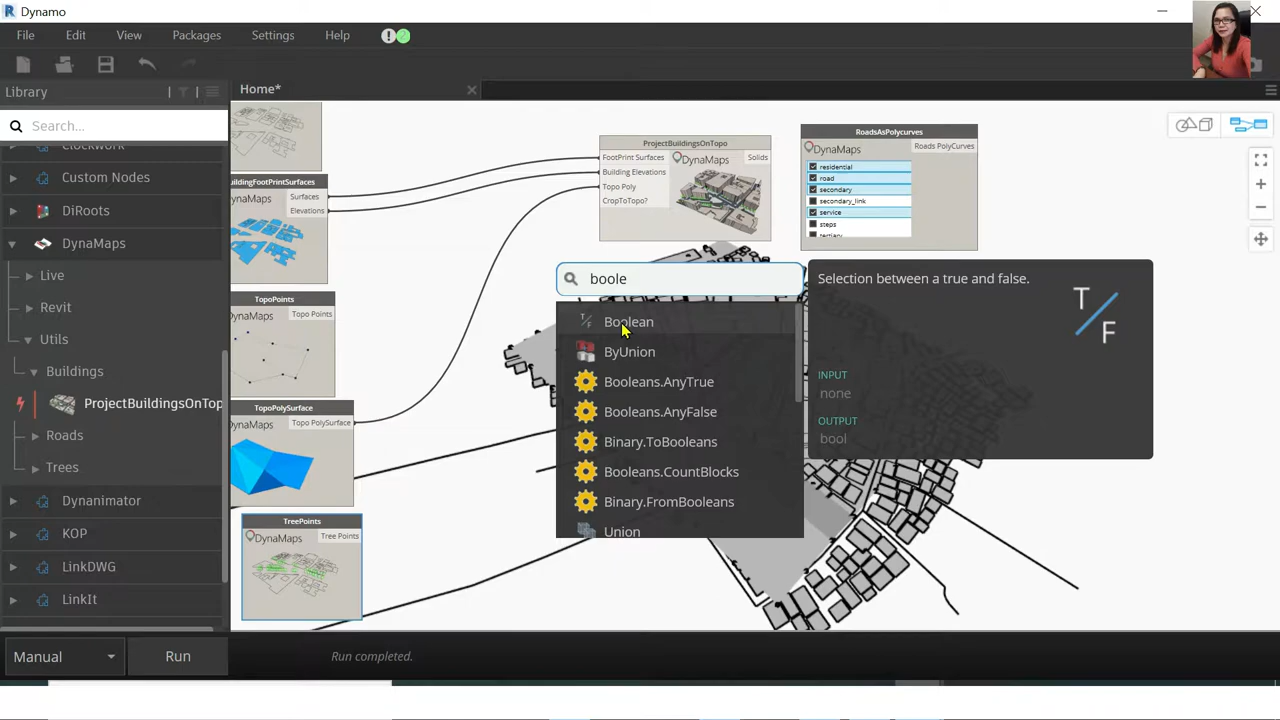 Dynamo
File Edit View Packages Settings Help
Library
Home*
Search...
ClockWork
Custom Nodes
DiRoots
DynaMaps
Live
Revit
Utils
Buildings
ProjectBuildingsOnTop
Roads
Trees
Dynanimator
KOP
LinkDWG
LinkIt
uildingFootPrintSurfaces
ynaMaps
Surfaces
Elevations
TopoPoints
DynaMaps
Topo Points
TopoPolySurface
DynaMaps
Topo PolySurface
TreePoints
DynaMaps
Tree Points
ProjectBuildingsOnTopo
FootPrint Surfaces
DynaMaps
Solids
Building Elevations
Topo Poly
CropToTopo?
RoadsAsPolycurves
DynaMaps
Roads PolyCurves
residential
road
secondary
secondary_link
service
steps
tertiary
boole
Boolean
ByUnion
Booleans.AnyTrue
Booleans.AnyFalse
Binary.ToBooleans
Booleans.CountBlocks
Binary.FromBooleans
Union
Selection between a true and false.
T
F
INPUT
none
OUTPUT
bool
Manual
Run
Run completed.